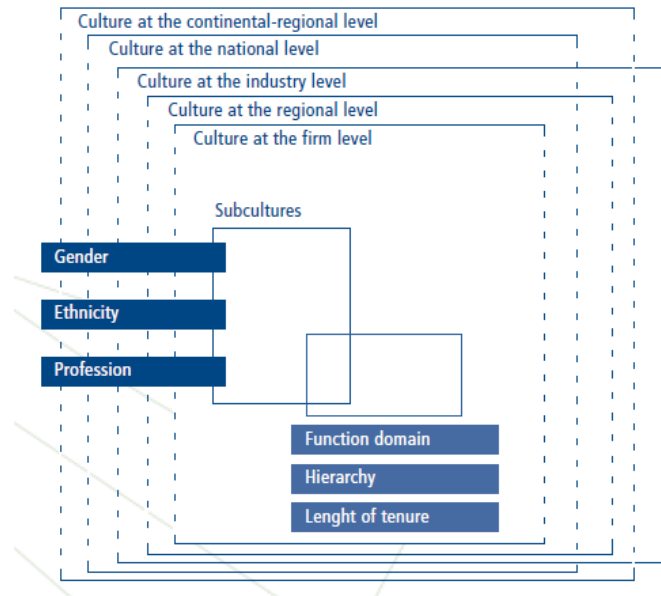 Culture at the continental-regional level
Culture at the national level
Culture at the industry level
Culture at the regional level
Culture at the firm level
Subcultures
Gender
Ethnicity
Profession
Function domain
Hierarchy
Lenght of tenure